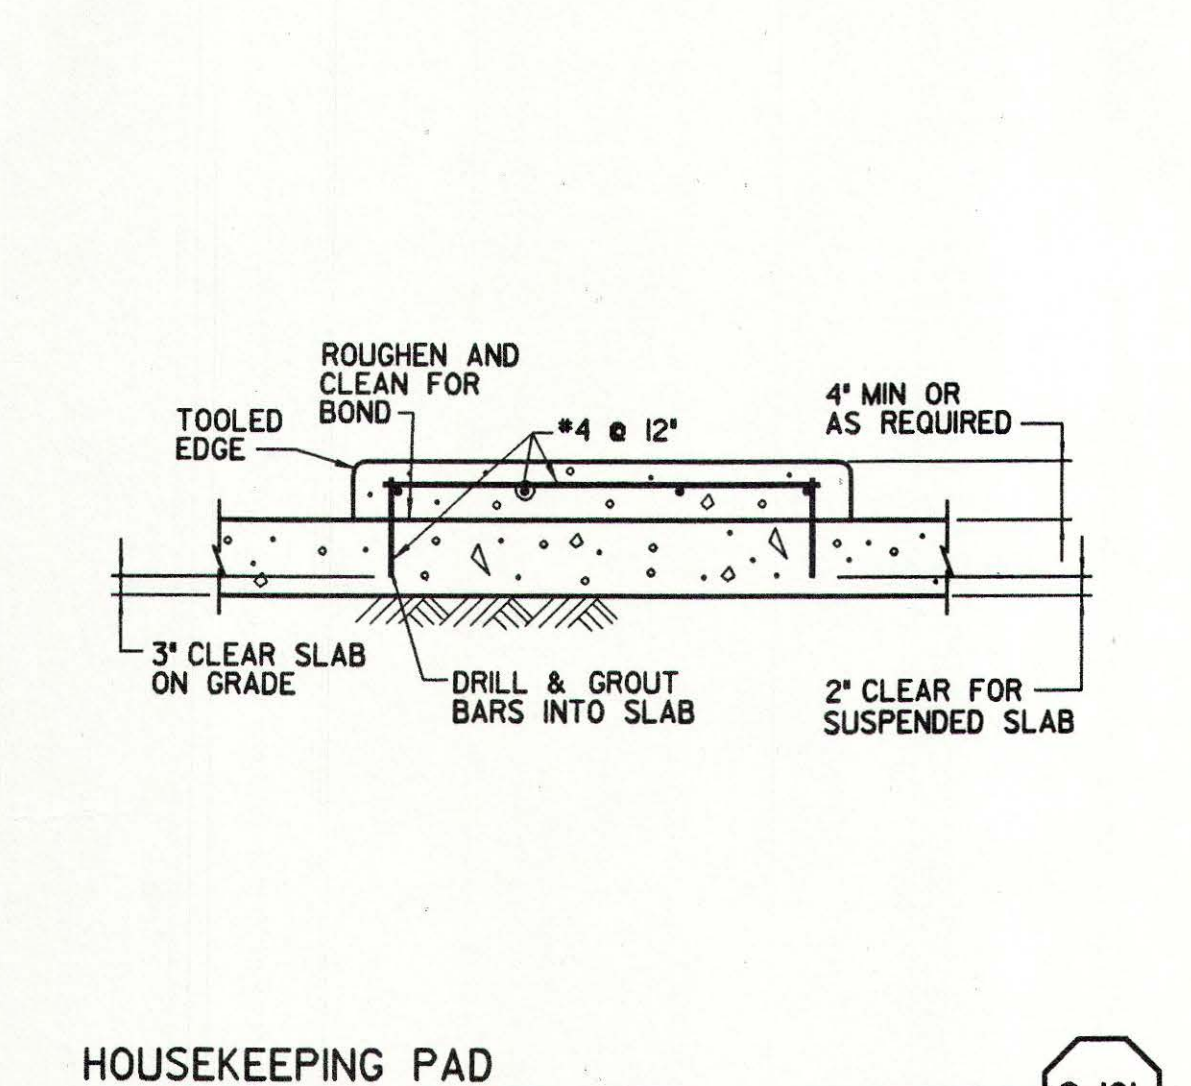 ROUGHEN AND
CLEAN FOR
BOND
TOOLED
EDGE
#4 @ 12"
4" MIN OR
AS REQUIRED
3" CLEAR SLAB
ON GRADE
DRILL & GROUT
BARS INTO SLAB
2" CLEAR FOR
SUSPENDED SLAB
HOUSEKEEPING PAD